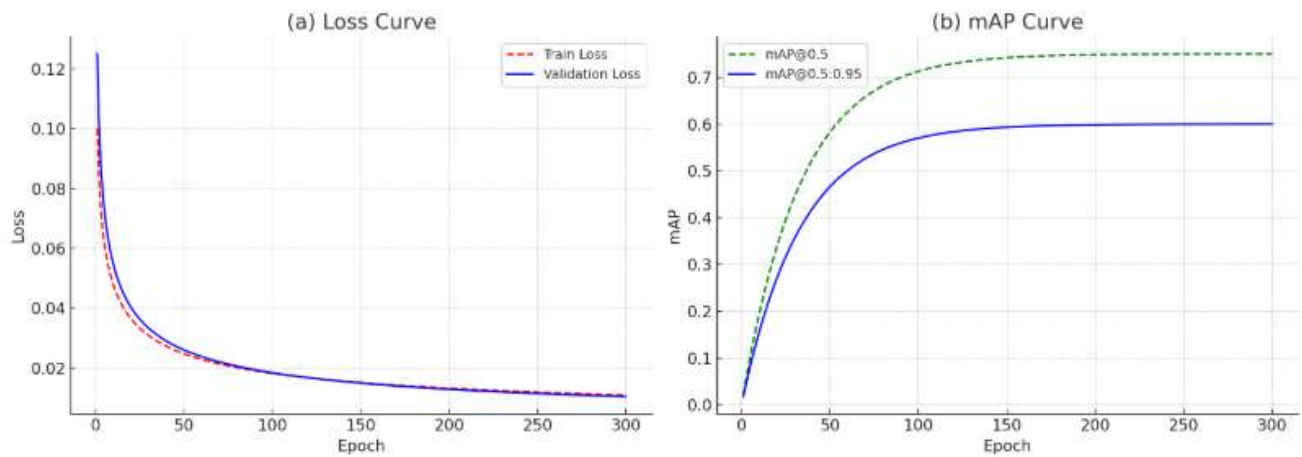 (a) Loss Curve
Train Loss
Validation Loss
0.12
0.10
0.08
0.06
0.04
0.02
Loss
0 50 100 150 200 250 300
Epoch
(b) mAP Curve
mAP@0.5
mAP@0.5:0.95
0.7
0.6
0.5
0.4
0.3
0.2
0.1
0.0
mAP
0 50 100 150 200 250 300
Epoch